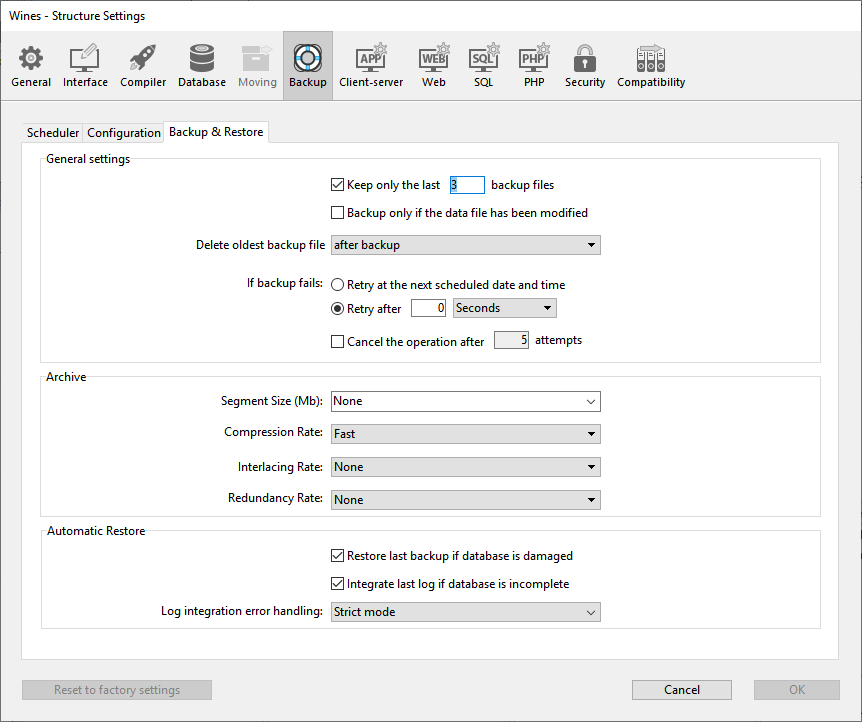 Wines - Structure Settings
General Interface Compiler Database Moving Backup Client-server Web SQL PHP Security Compatibility
APP WEB SQL PHP
Scheduler Configuration Backup & Restore
General settings
Keep only the last 3 backup files
Backup only if the data file has been modified
Delete oldest backup file after backup
If backup fails: Retry at the next scheduled date and time
Retry after 0 Seconds
Cancel the operation after 5 attempts
Archive
Segment Size (Mb): None
Compression Rate: Fast
Interlacing Rate: None
Redundancy Rate: None
Automatic Restore
Restore last backup if database is damaged
Integrate last log if database is incomplete
Log integration error handling: Strict mode
Reset to factory settings Cancel OK